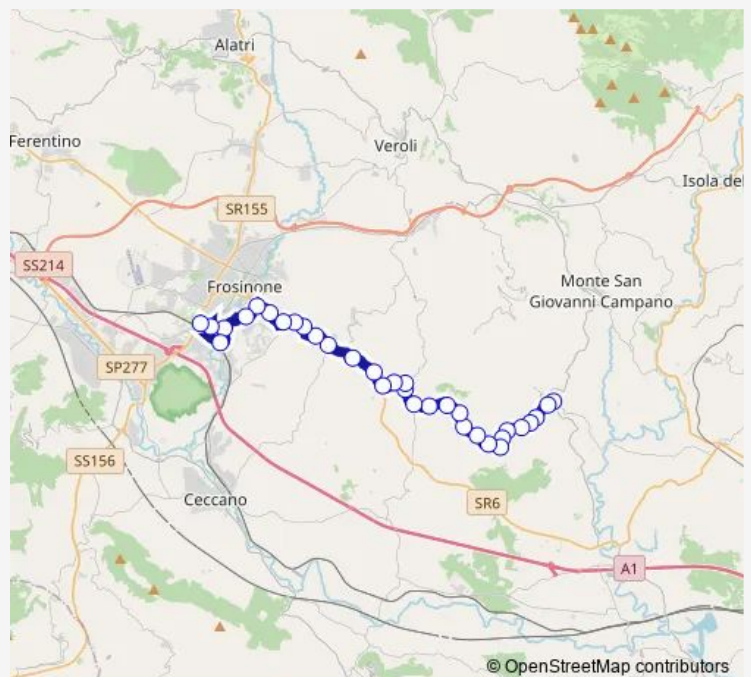 Alatri
Ferentino
Veroli
Isola del
SR155
SS214
Frosinone
Monte San
Giovanni Campano
SP277
SS156
Ceccano
SR6
A1
© OpenStreetMap contributors